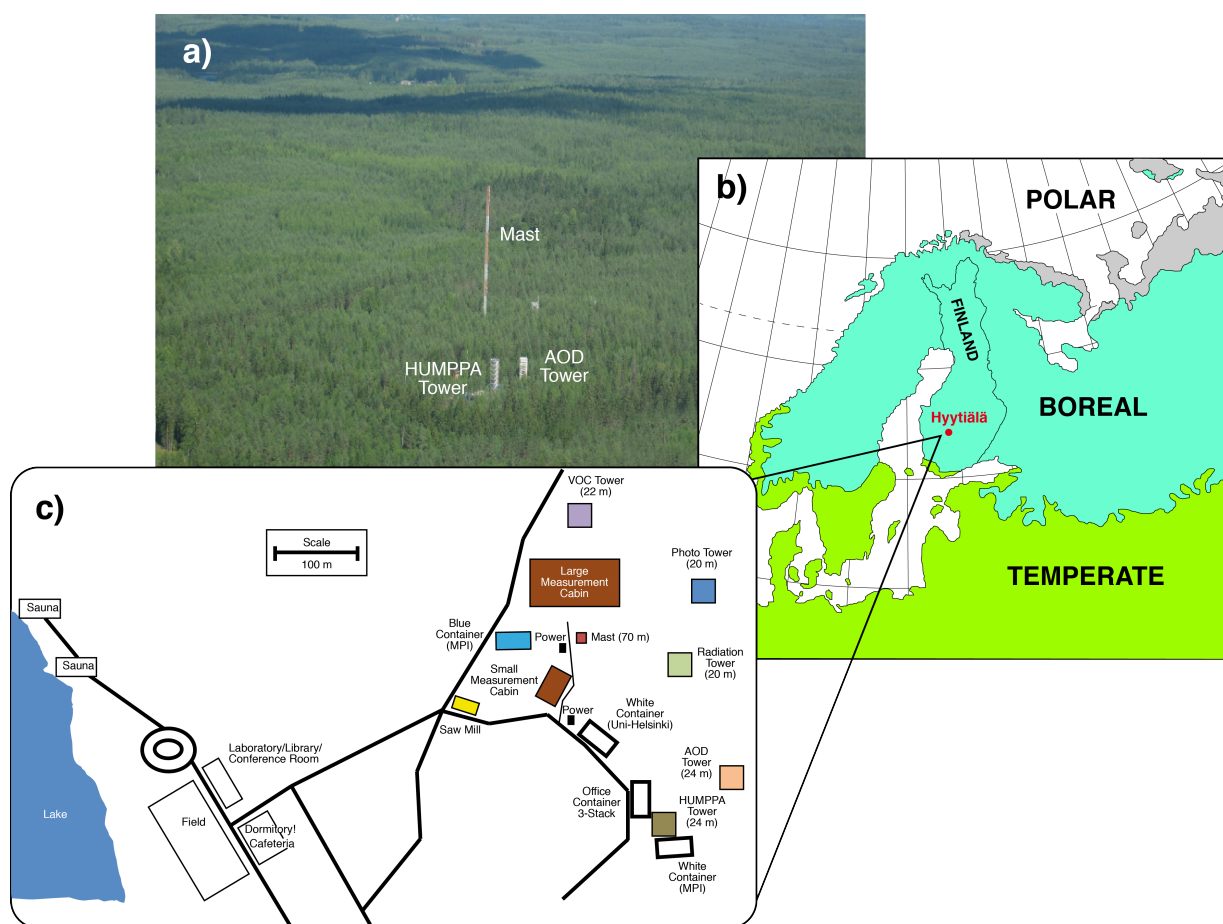 a)
Mast
HUMPPA
Tower
AOD
Tower
b)
POLAR
FINLAND
BOREAL
Hyytiälä
TEMPERATE
c)
Scale
100 m
VOC Tower
(22 m)
Photo Tower
(20 m)
Large
Measurement
Cabin
Sauna
Sauna
Blue
Container
(MPI)
Power
Mast (70 m)
Radiation
Tower
(20 m)
Small
Measurement
Cabin
Power
White
Container
(Uni-Helsinki)
Saw Mill
Laboratory/Library/
Conference Room
AOD
Tower
(24 m)
Office
Container
3-Stack
HUMPPA
Tower
(24 m)
Lake
Field
Dormitory!
Cafeteria
White
Container
(MPI)